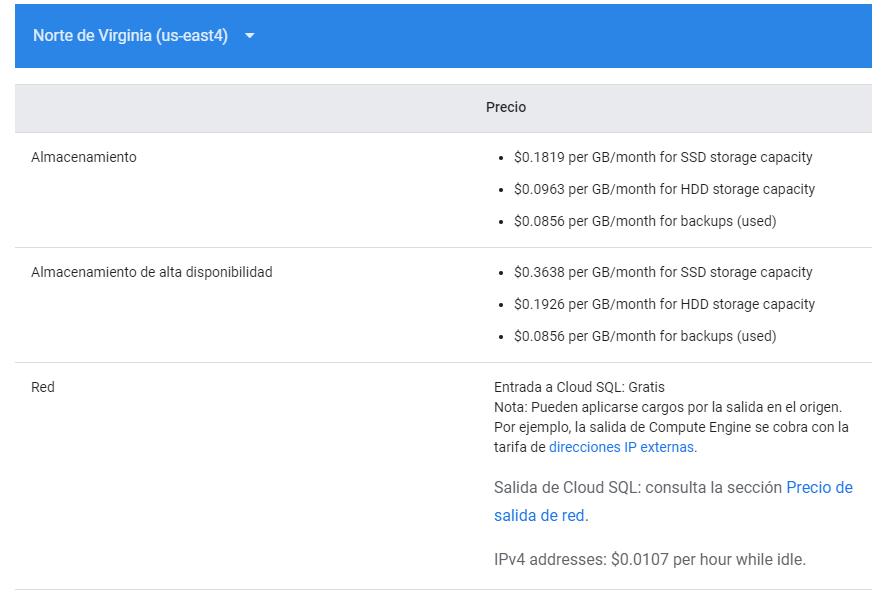 Norte de Virginia (us-east4)
Precio
Almacenamiento
$0.1819 per GB/month for SSD storage capacity
$0.0963 per GB/month for HDD storage capacity
$0.0856 per GB/month for backups (used)
Almacenamiento de alta disponibilidad
$0.3638 per GB/month for SSD storage capacity
$0.1926 per GB/month for HDD storage capacity
$0.0856 per GB/month for backups (used)
Red
Entrada a Cloud SQL: Gratis
Nota: Pueden aplicarse cargos por la salida en el origen.
Por ejemplo, la salida de Compute Engine se cobra con la
tarifa de direcciones IP externas.
Salida de Cloud SQL: consulta la sección Precio de
salida de red.
IPv4 addresses: $0.0107 per hour while idle.